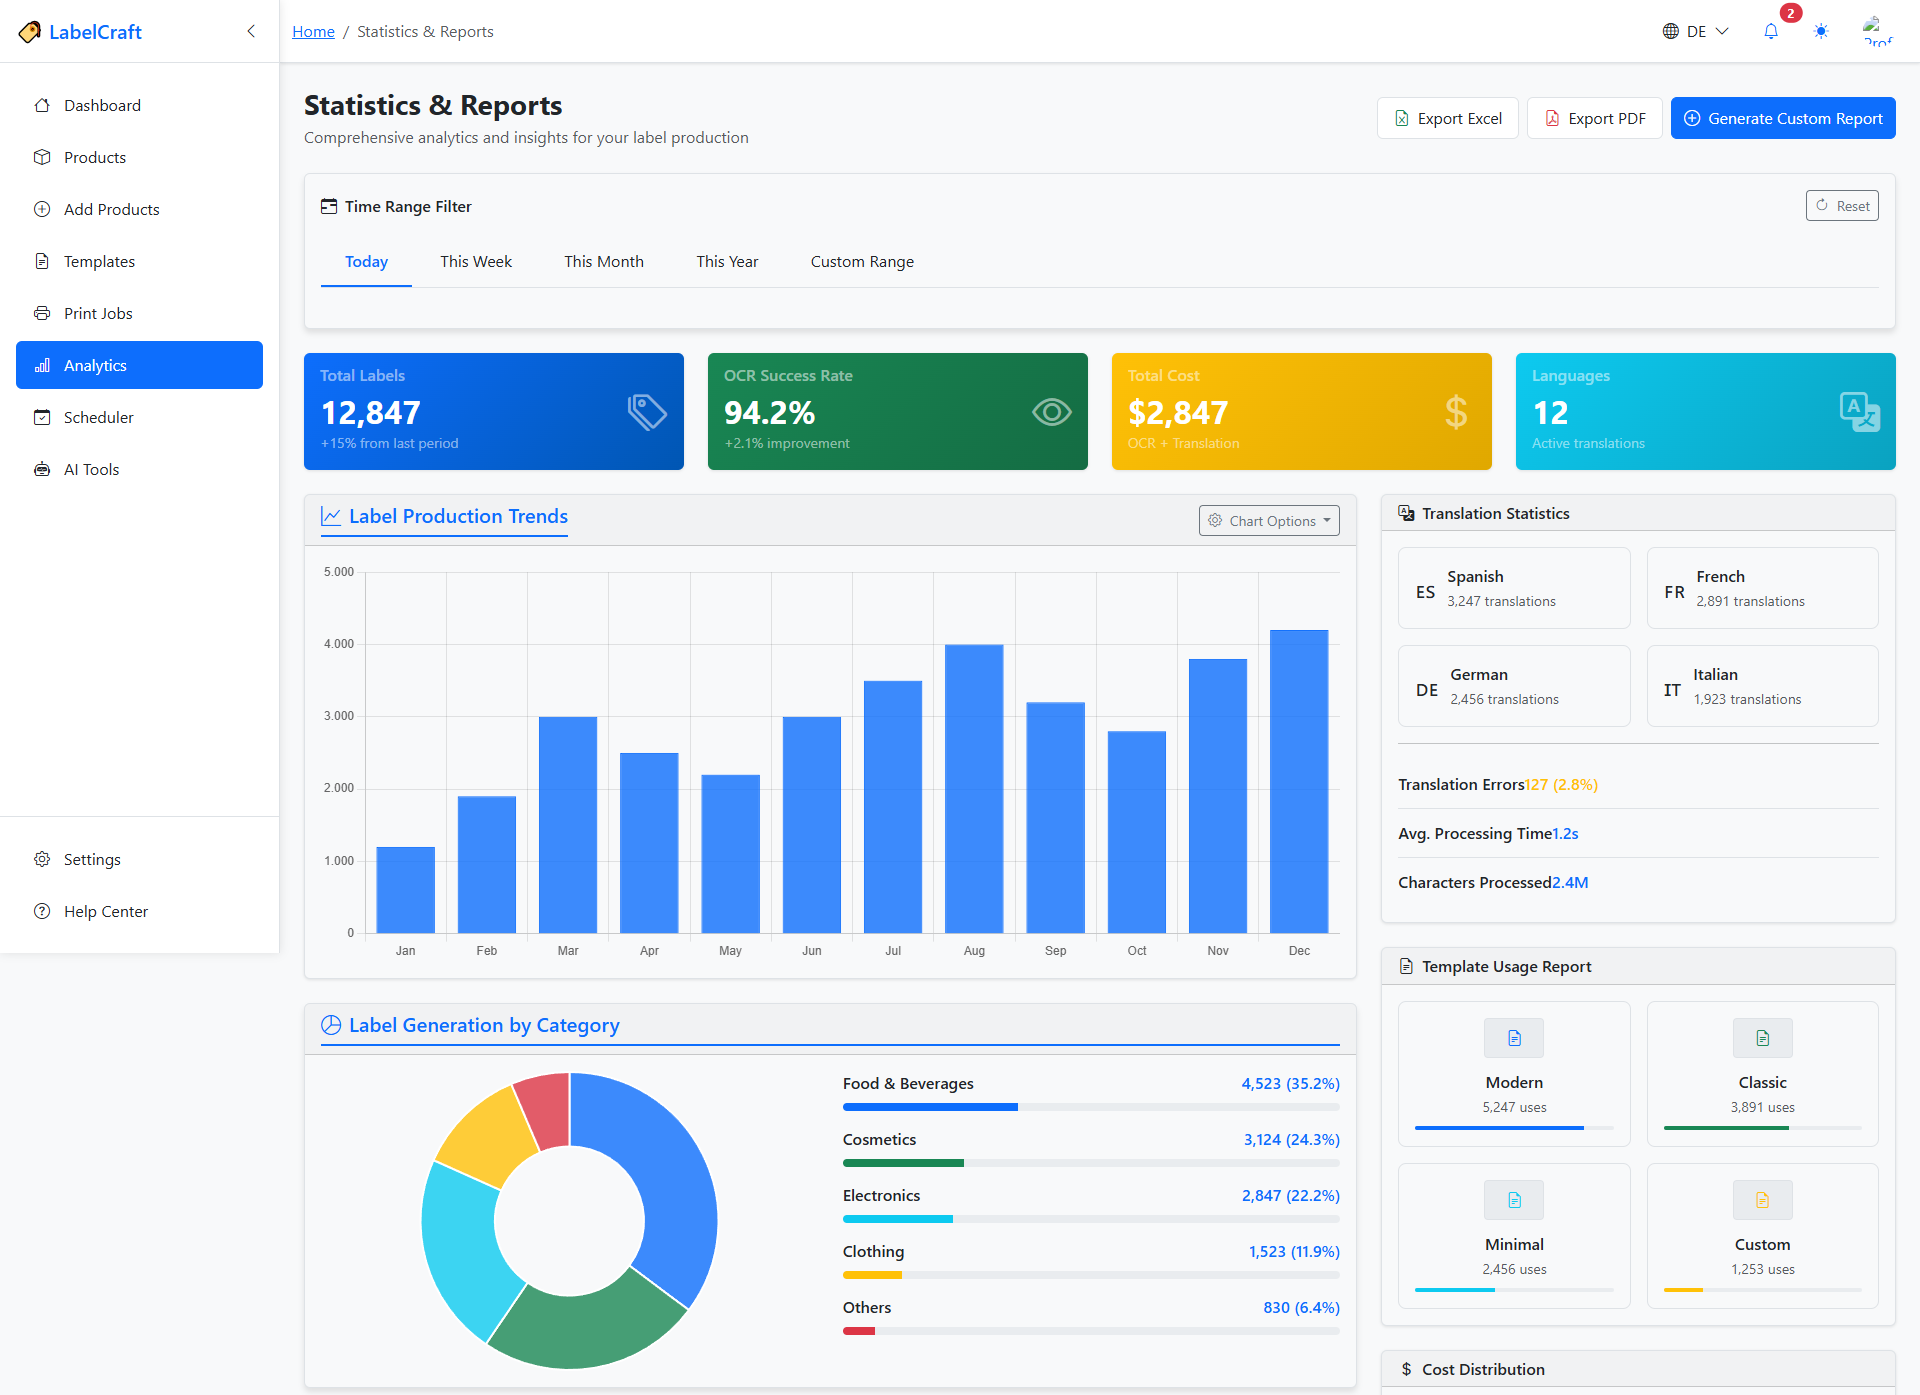 LabelCraft
Home / Statistics & Reports
DE
2
Dashboard
Products
Add Products
Templates
Print Jobs
Analytics
Scheduler
AI Tools
Settings
Help Center
Statistics & Reports
Comprehensive analytics and insights for your label production
Export Excel
Export PDF
Generate Custom Report
Time Range Filter
Reset
Today
This Week
This Month
This Year
Custom Range
Total Labels
12,847
+15% from last period
OCR Success Rate
94.2%
+2.1% improvement
Total Cost
$2,847
OCR + Translation
$
Languages
12
Active translations
Label Production Trends
Chart Options
5.000
4.000
3.000
2.000
1.000
0
Jan
Feb
Mar
Apr
May
Jun
Jul
Aug
Sep
Oct
Nov
Dec
Label Generation by Category
Food & Beverages 4,523 (35.2%)
Cosmetics 3,124 (24.3%)
Electronics 2,847 (22.2%)
Clothing 1,523 (11.9%)
Others 830 (6.4%)
Translation Statistics
ES
Spanish
3,247 translations
FR
French
2,891 translations
DE
German
2,456 translations
IT
Italian
1,923 translations
Translation Errors127 (2.8%)
Avg. Processing Time1.2s
Characters Processed2.4M
Template Usage Report
Modern
5,247 uses
Classic
3,891 uses
Minimal
2,456 uses
Custom
1,253 uses
$ Cost Distribution